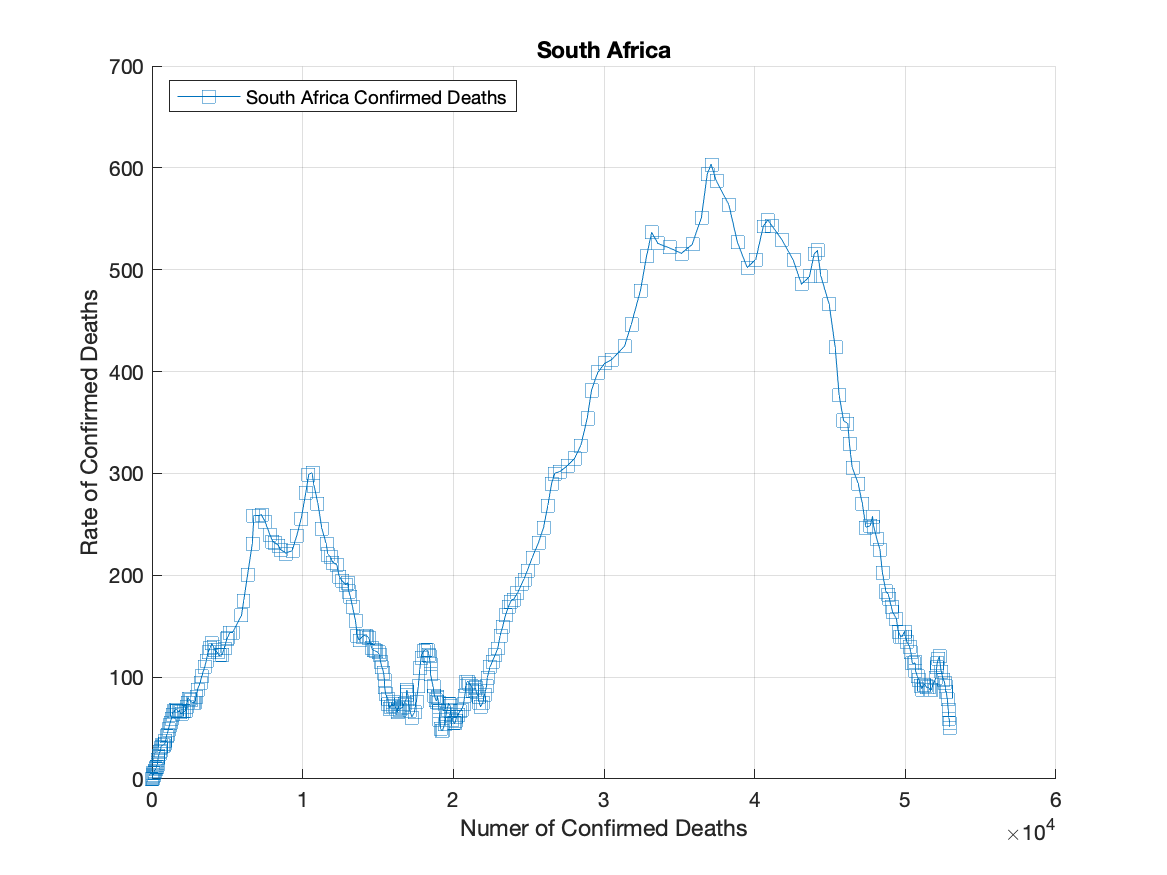 South Africa
700
South Africa Confirmed Deaths
600
500
400
300
200
100
0
Rate of Confirmed Deaths
0 1 2 3 4 5 6
Numer of Confirmed Deaths
×10^4